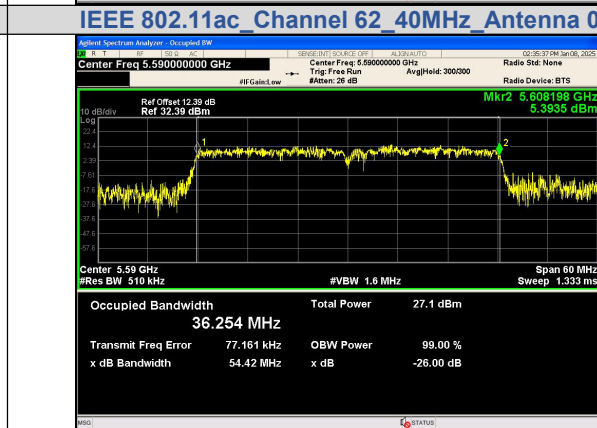 IEEE 802.11ac_Channel 62_40MHz_Antenna 0
Agilent Spectrum Analyzer - Occupied BW
R T RF 50 Ω AC SENSE:INT SOURCE OFF ALIGN AUTO 02:35:37 PM Jan 08, 2025
Center Freq 5.590000000 GHz Center Freq: 5.590000000 GHz Radio Std: None
Trig: Free Run Avg|Hold: 300/300
#IFGain:Low #Atten: 26 dB Radio Device: BTS
Mkr2 5.608198 GHz
5.3935 dBm
Ref Offset 12.39 dB
10 dB/div Ref 32.39 dBm
Log
22.4
12.4
2.39
-7.61
-17.6
-27.6
-37.6
-47.6
-57.6
1
2
Center 5.59 GHz Span 60 MHz
#Res BW 510 kHz #VBW 1.6 MHz Sweep 1.333 ms
Occupied Bandwidth Total Power 27.1 dBm
36.254 MHz
Transmit Freq Error 77.161 kHz OBW Power 99.00 %
x dB Bandwidth 54.42 MHz x dB -26.00 dB
MSG STATUS